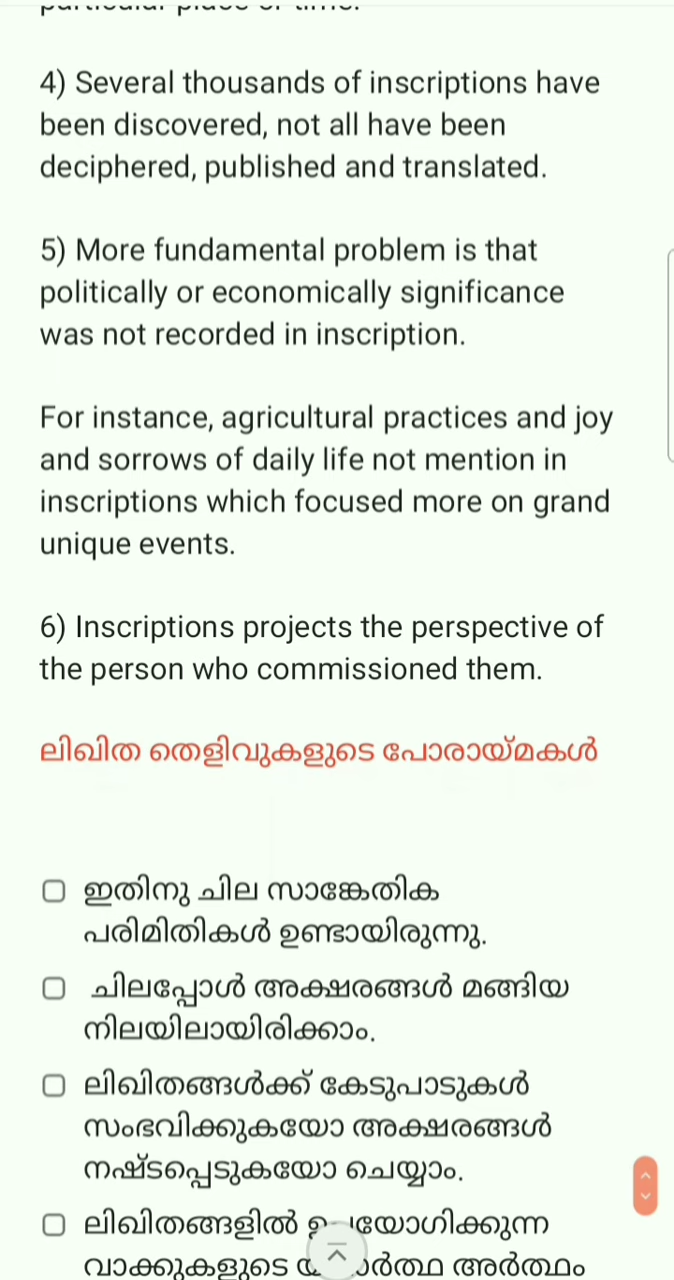 4) Several thousands of inscriptions have
been discovered, not all have been
deciphered, published and translated.
5) More fundamental problem is that
politically or economically significance
was not recorded in inscription.
For instance, agricultural practices and joy
and sorrows of daily life not mention in
inscriptions which focused more on grand
unique events.
6) Inscriptions projects the perspective of
the person who commissioned them.
ലിഖിത തെളിവുകളുടെ പോരായ്മകൾ
ഇതിനു ചില സാങ്കേതിക
പരിമിതികൾ ഉണ്ടായിരുന്നു.
ചിലപ്പോൾ അക്ഷരങ്ങൾ മങ്ങിയ
നിലയിലായിരിക്കാം.
ലിഖിതങ്ങൾക്ക് കേടുപാടുകൾ
സംഭവിക്കുകയോ അക്ഷരങ്ങൾ
നഷ്ടപ്പെടുകയോ ചെയ്യാം.
ലിഖിതങ്ങളിൽ ഉപയോഗിക്കുന്ന
വാക്കുകളുടെ അർത്ഥം